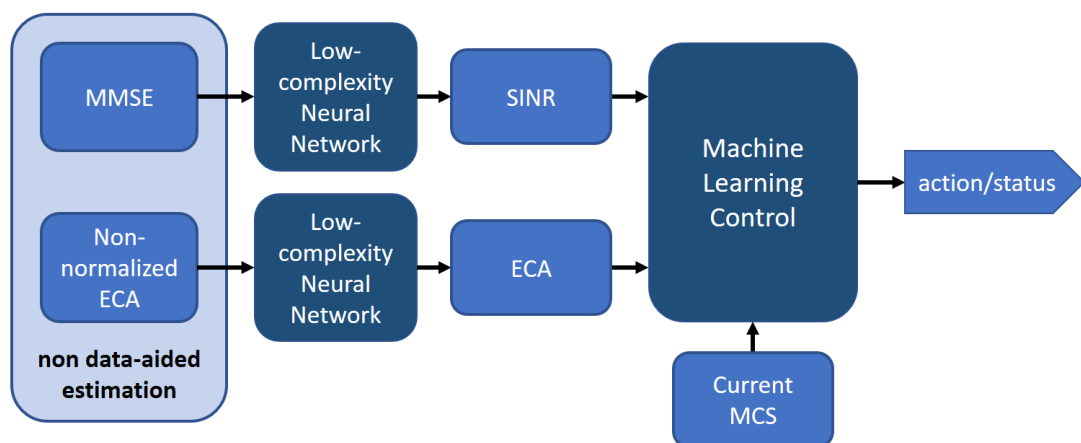 MMSE
Low-
complexity
Neural
Network
SINR
Machine
Learning
Control
action/status
Non-
normalized
ECA
Low-
complexity
Neural
Network
ECA
non data-aided
estimation
Current
MCS